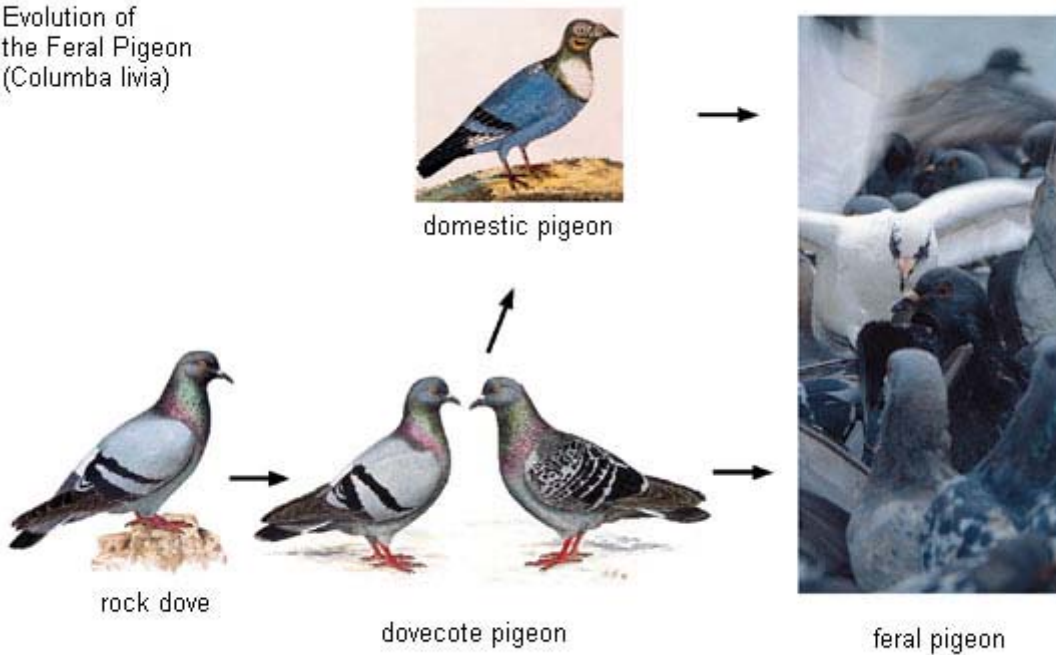 Evolution of
the Feral Pigeon
(Columba livia)
domestic pigeon
rock dove
dovecote pigeon
feral pigeon